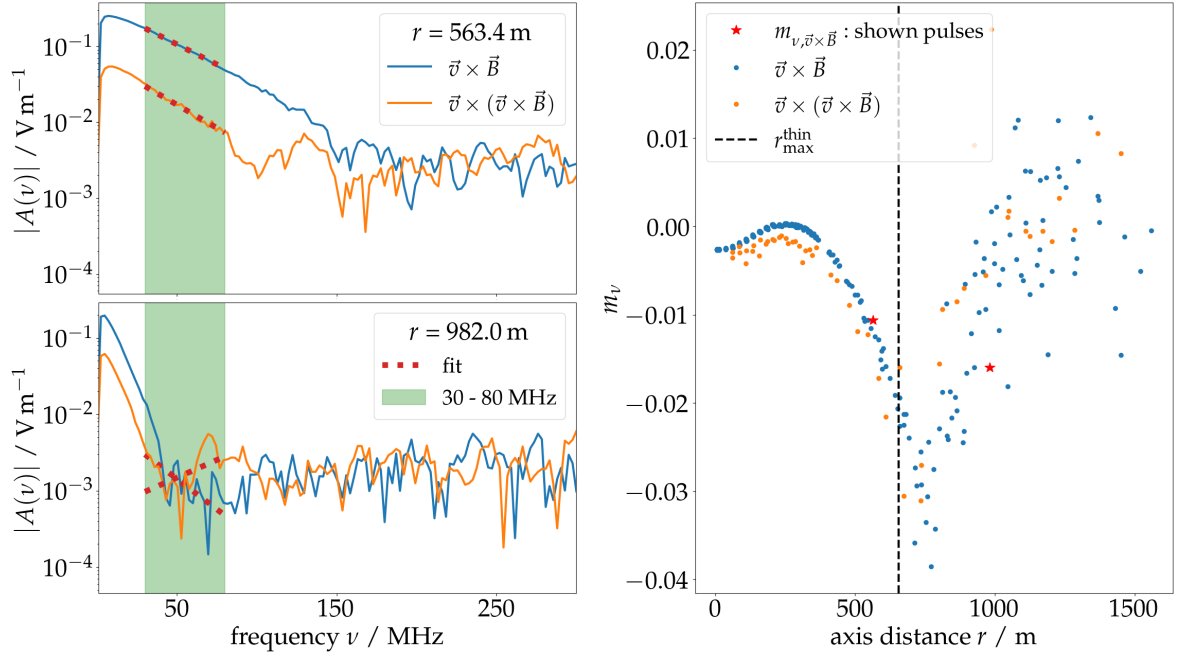 10⁻¹
10⁻²
10⁻³
10⁻⁴
|A(ν)| / V m⁻¹
r = 563.4 m
v⃗ × B⃗
v⃗ × (v⃗ × B⃗)
10⁻¹
10⁻²
10⁻³
10⁻⁴
|A(ν)| / V m⁻¹
r = 982.0 m
fit
30 - 80 MHz
50
150
250
frequency ν / MHz
0.02
0.01
0.00
−0.01
−0.02
−0.03
−0.04
m_ν
m_{ν, v⃗×B⃗} : shown pulses
v⃗ × B⃗
v⃗ × (v⃗ × B⃗)
r_max^thin
0
500
1000
1500
axis distance r / m